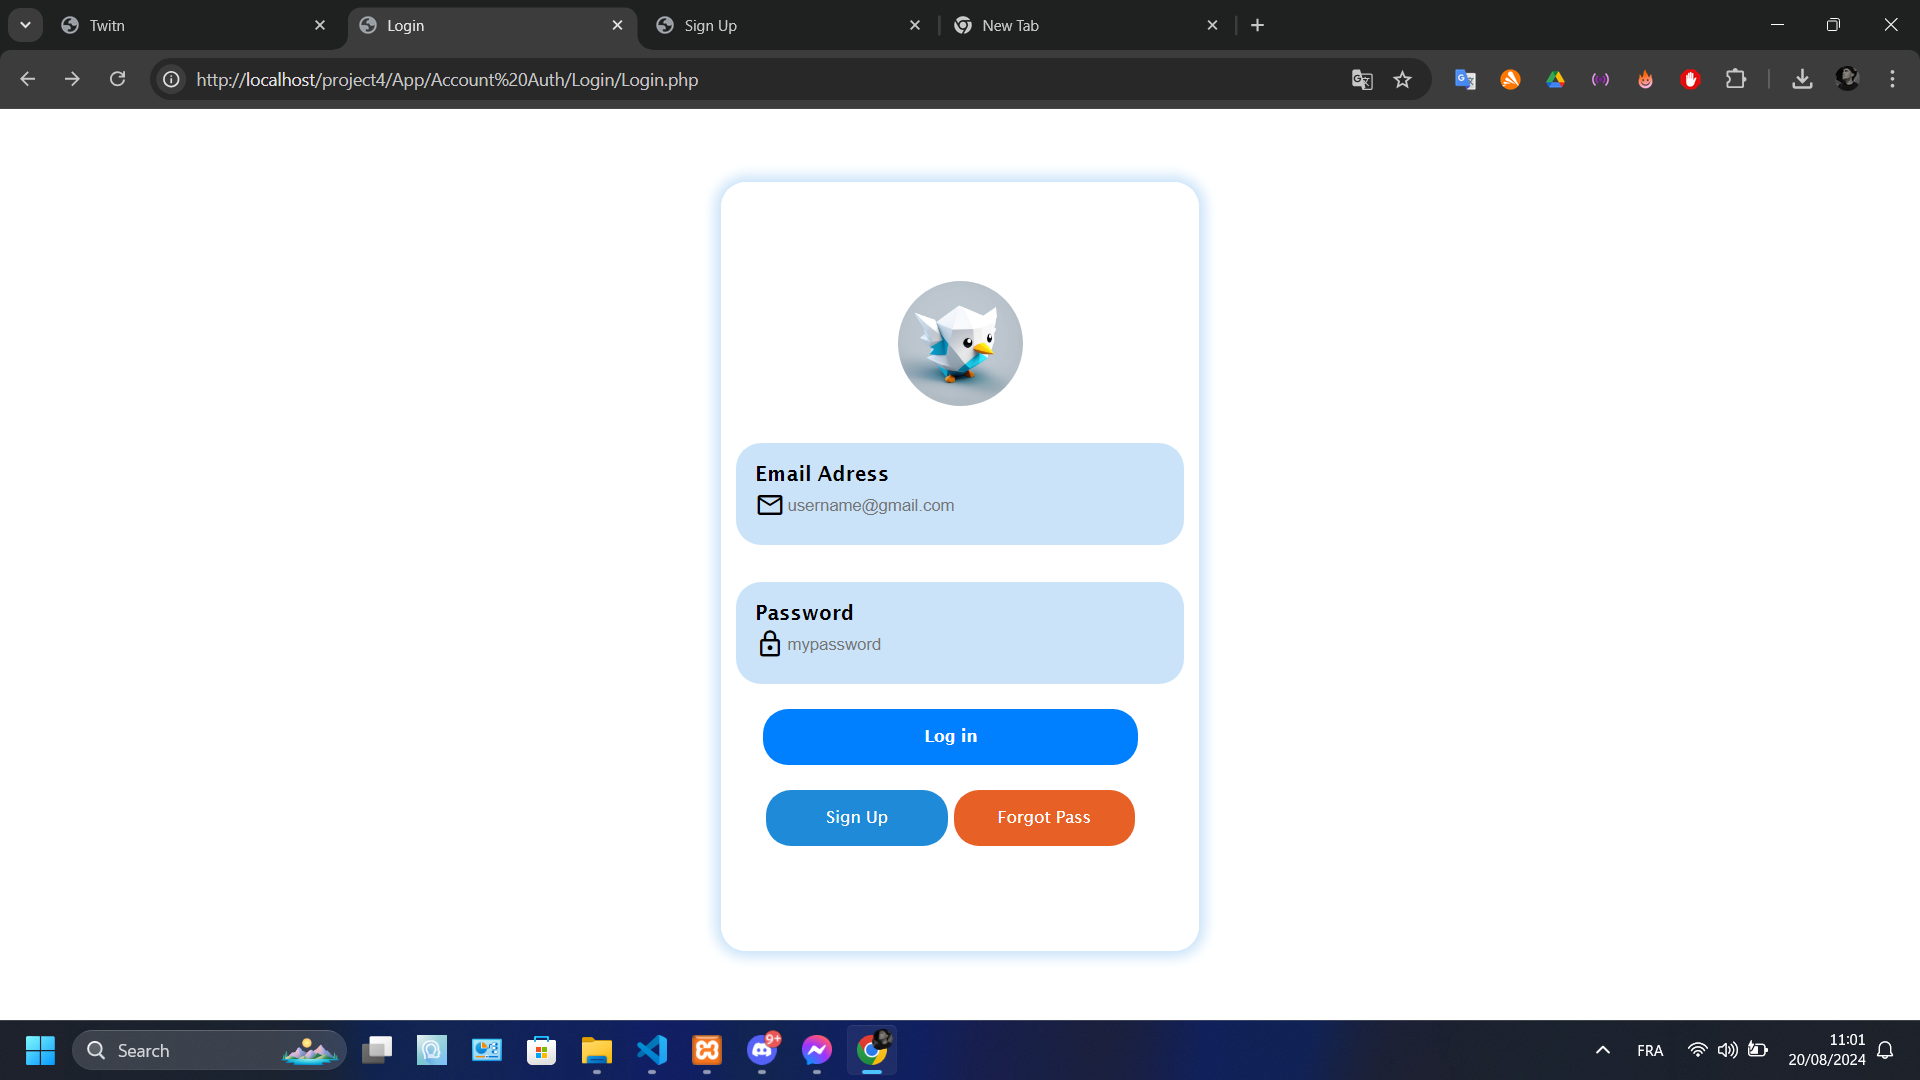 Twitn
Login
Sign Up
New Tab
http://localhost/project4/App/Account%20Auth/Login/Login.php
Email Adress
username@gmail.com
Password
mypassword
Log in
Sign Up
Forgot Pass
Search
9+
FRA
11:01
20/08/2024